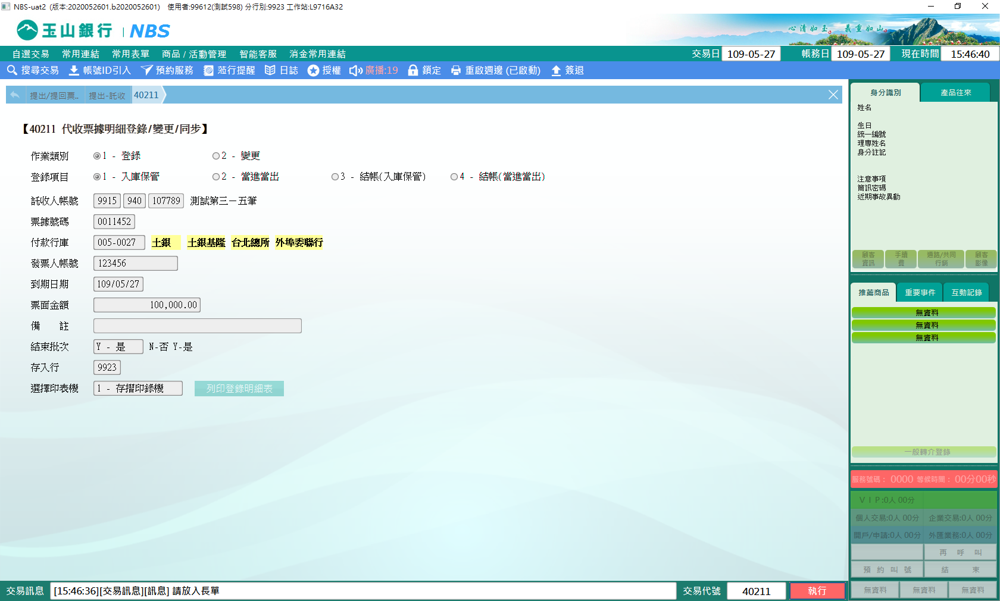 NBS-uat2 (版本:2020052601.b2020052601) 使用者:99612(測試598) 分行別:9923 工作站:L9716A32
玉山銀行 | NBS
心清如玉。 義重如山。
自選交易 常用連結 常用表單 商品 / 活動管理 智能客服 消金常用連結 交易日 109-05-27 帳務日 109-05-27 現在時間 15:46:40
搜尋交易 帳號ID引入 預約服務 蒞行提醒 日誌 授權 廣播:19 鎖定 重啟週邊 (已啟動) 簽退
提出/提回票.. 提出-託收 40211
【40211 代收票據明細登錄/變更/同步】
作業類別 1 - 登錄 2 - 變更
登錄項目 1 - 入庫保管 2 - 當進當出 3 - 結帳(入庫保管) 4 - 結帳(當進當出)
託收人帳號 9915 940 107789 測試第三一五筆
票據號碼 0011452
付款行庫 005-0027 土銀 土銀基隆 台北總所 外埠委聯行
發票人帳號 123456
到期日期 109/05/27
票面金額 100,000.00
備 註
結束批次 Y - 是 N-否 Y-是
存入行 9923
選擇印表機 1 - 存摺印錄機 列印登錄明細表
身分識別 產品往來
姓名
生日
統一編號
理專姓名
身分註記
注意事項
簡訊密碼
近期事故異動
顧客資訊 手續費 通路/共同行銷 顧客影像
推薦商品 重要事件 互動記錄
無資料
無資料
無資料
一般轉介登錄
服務號碼: 0000 等候時間: 00分00秒
VIP:0人 00分
個人交易:0人 00分 企業交易:0人 00分
開戶/申請:0人 00分 外匯業務:0人 00分
再 呼 叫
預 約 叫 號 結 束
無資料 無資料 無資料
交易訊息 [15:46:36][交易訊息][訊息] 請放入長單 交易代號 40211 執行